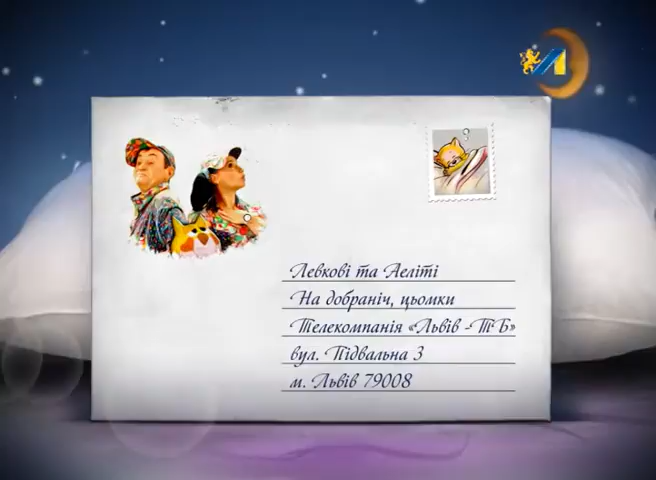 Левкові та Аеліті
На добраніч, цьомки
Телекомпанія «Львів -ТБ»
вул. Підвальна 3
м. Львів 79008